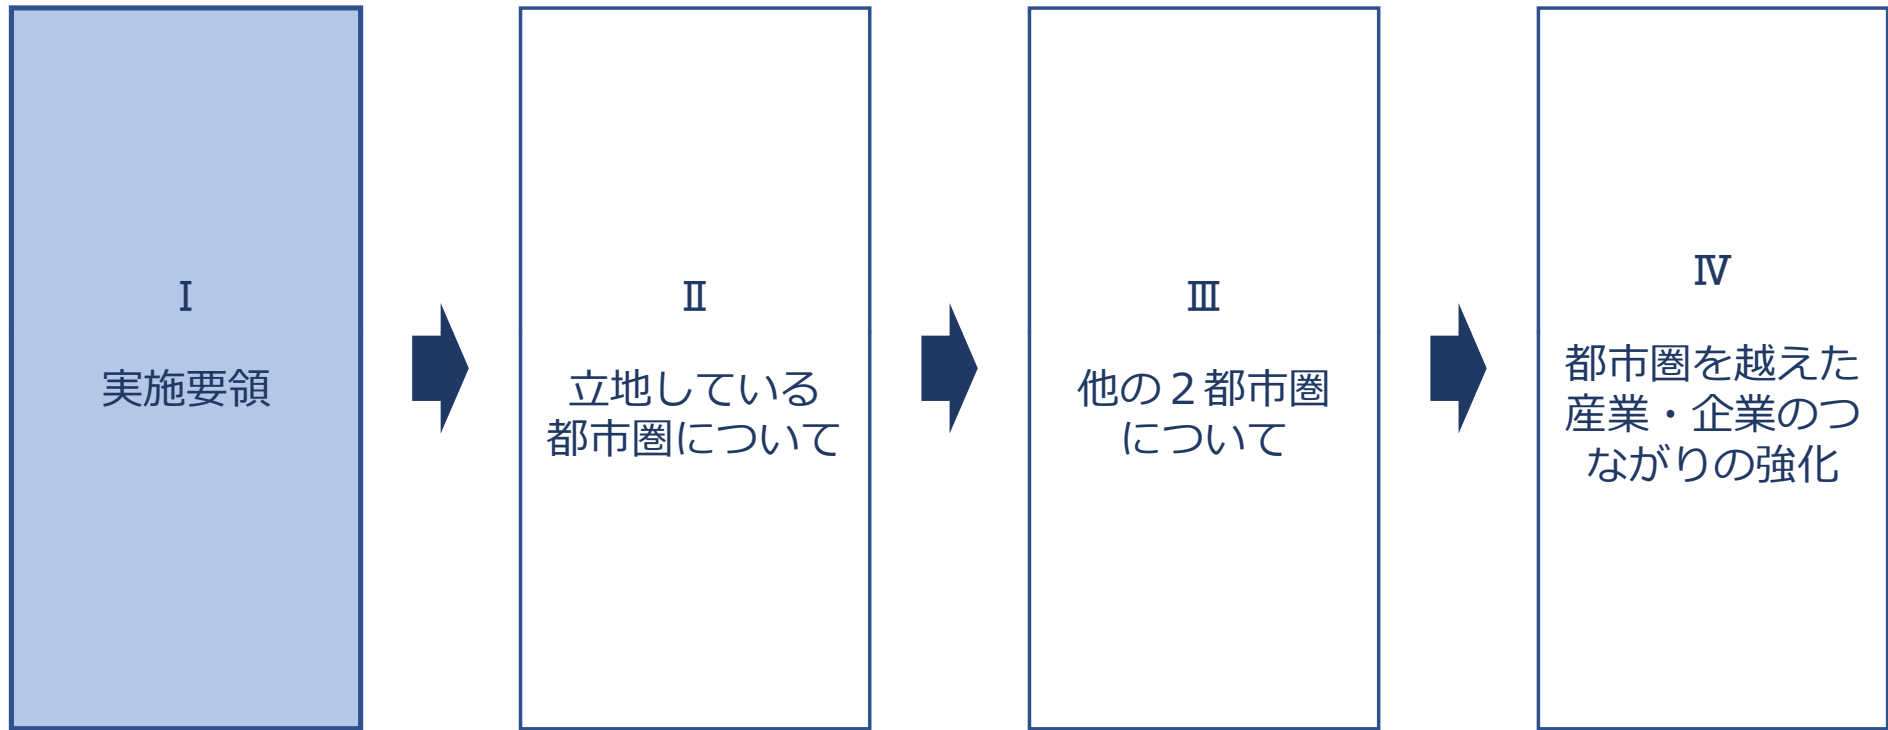 Ⅰ
実施要領
Ⅱ
立地している
都市圏について
Ⅲ
他の２都市圏
について
Ⅳ
都市圏を越えた
産業・企業のつ
ながりの強化